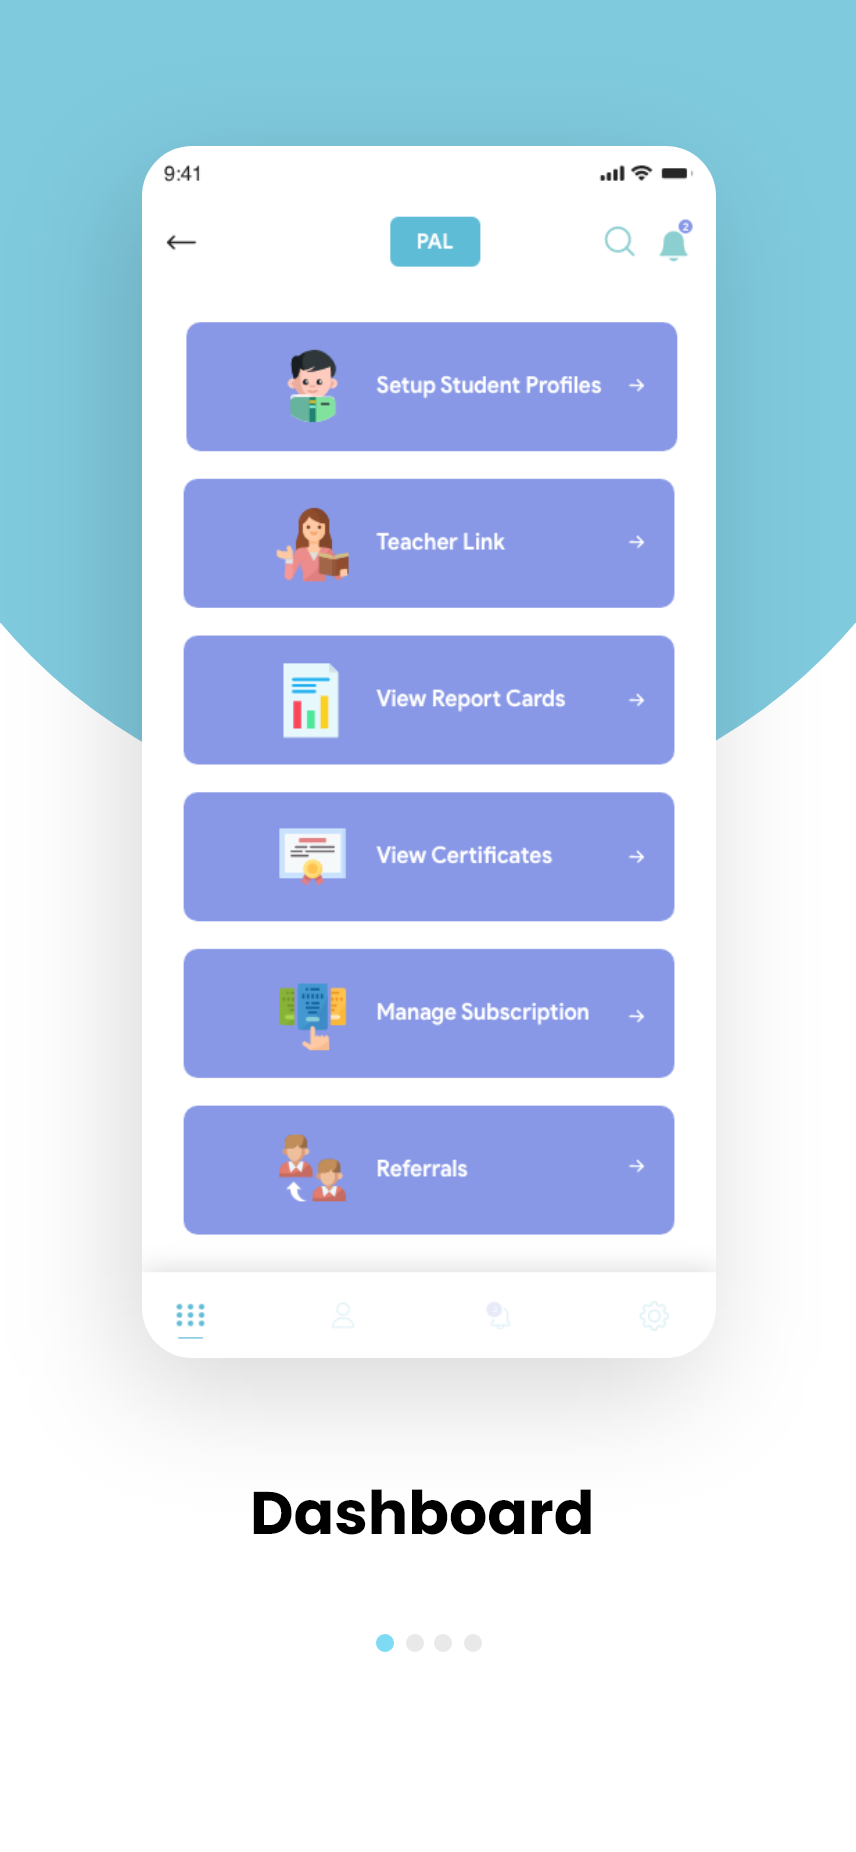 9:41
PAL
2
Setup Student Profiles
Teacher Link
View Report Cards
View Certificates
Manage Subscription
Referrals
Dashboard